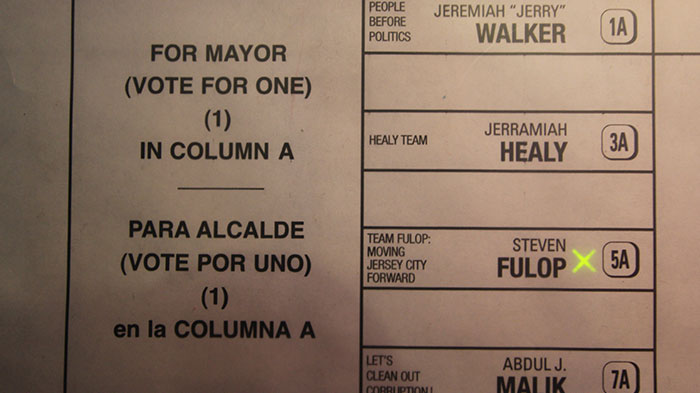 FOR MAYOR
(VOTE FOR ONE)
(1)
IN COLUMN A
PARA ALCALDE
(VOTE POR UNO)
(1)
en la COLUMNA A
PEOPLE
BEFORE
POLITICS
JEREMIAH "JERRY"
WALKER
1A
HEALY TEAM
JERRAMIAH
HEALY
3A
TEAM FULOP:
MOVING
JERSEY CITY
FORWARD
STEVEN
FULOP
5A
LET'S
CLEAN OUT
CORRUPTION!
ABDUL J.
MALIK
7A